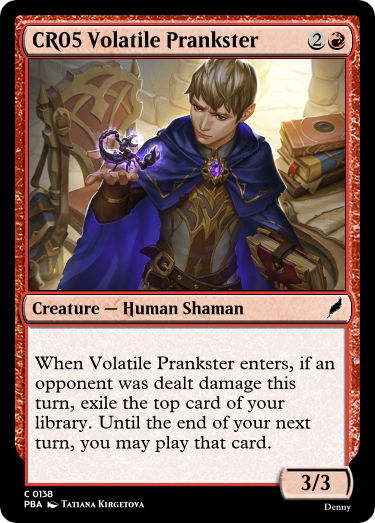 CR05 Volatile Prankster 2
Creature — Human Shaman
When Volatile Prankster enters, if an
opponent was dealt damage this
turn, exile the top card of your
library. Until the end of your next
turn, you may play that card.
3/3
C 0138
PBA Tatiana Kirgetova
Denny